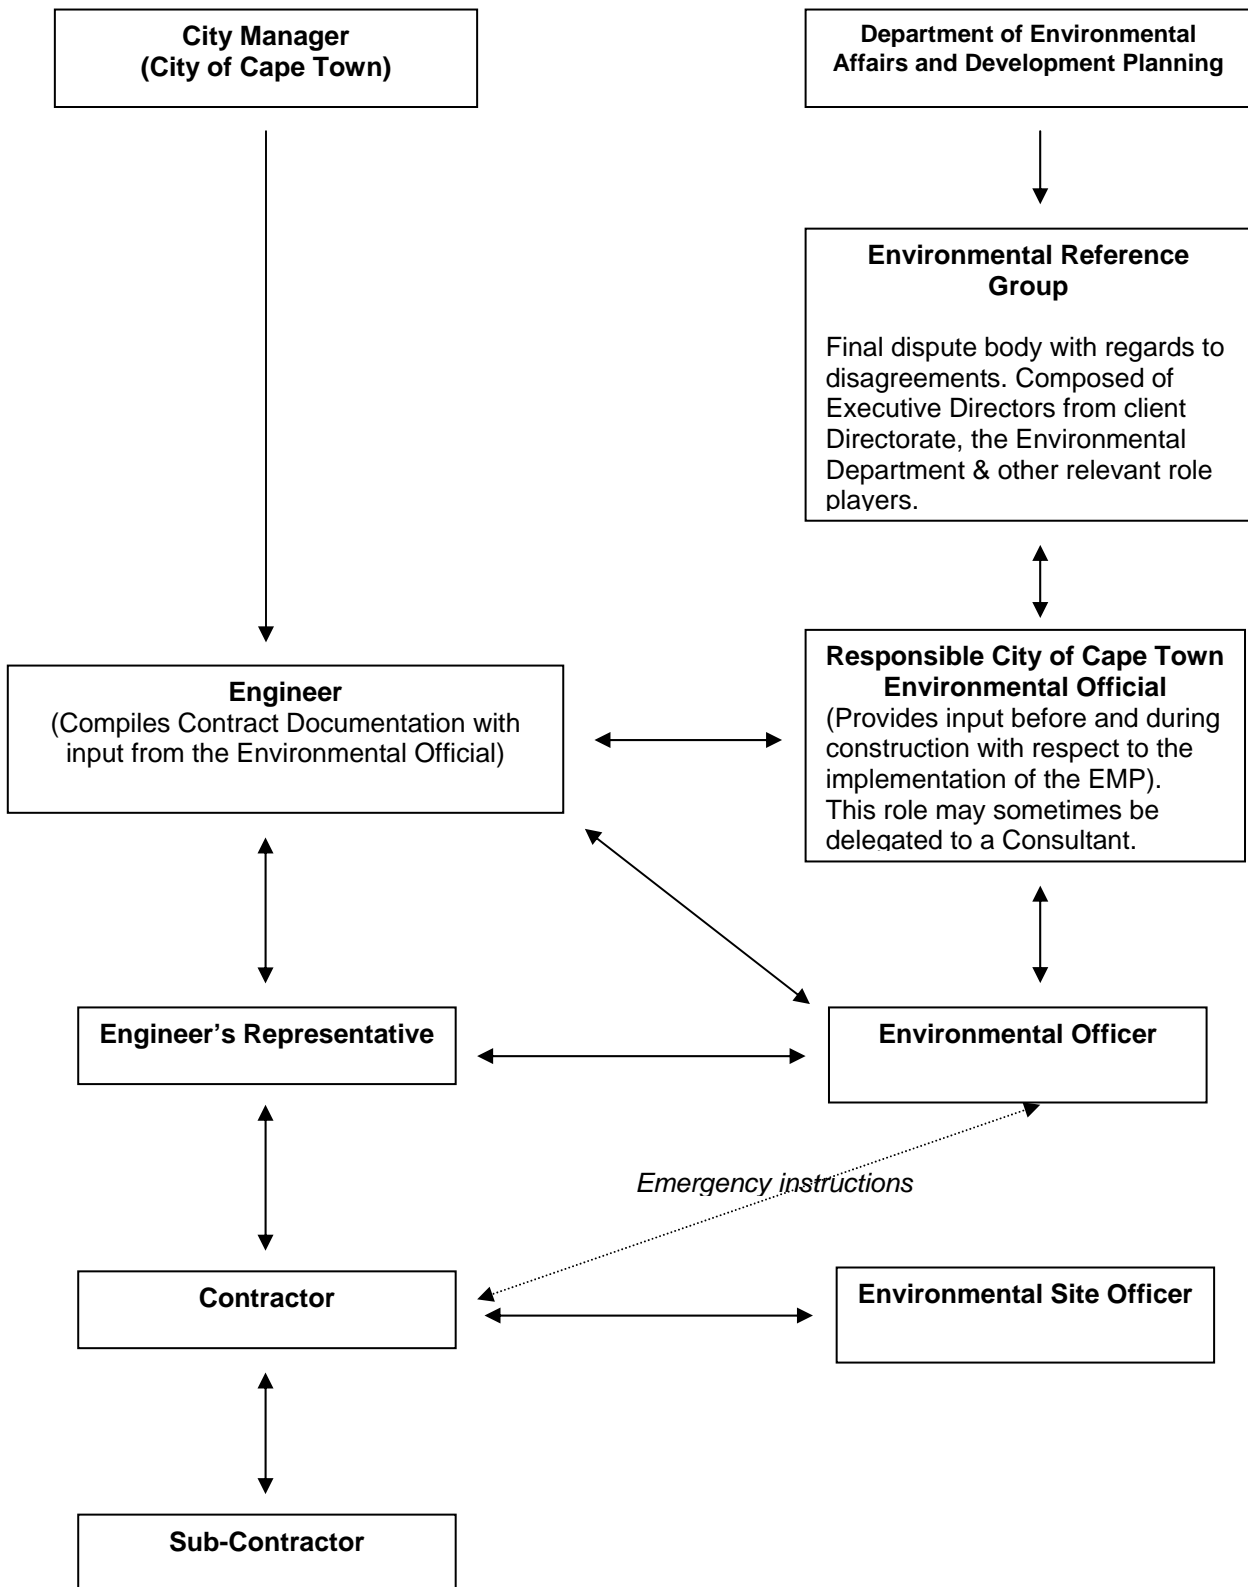 City Manager
(City of Cape Town)
Department of Environmental
Affairs and Development Planning
Environmental Reference
Group
Final dispute body with regards to
disagreements. Composed of
Executive Directors from client
Directorate, the Environmental
Department & other relevant role
players.
Engineer
(Compiles Contract Documentation with
input from the Environmental Official)
Responsible City of Cape Town
Environmental Official
(Provides input before and during
construction with respect to the
implementation of the EMP).
This role may sometimes be
delegated to a Consultant.
Engineer’s Representative
Environmental Officer
Emergency instructions
Contractor
Environmental Site Officer
Sub-Contractor